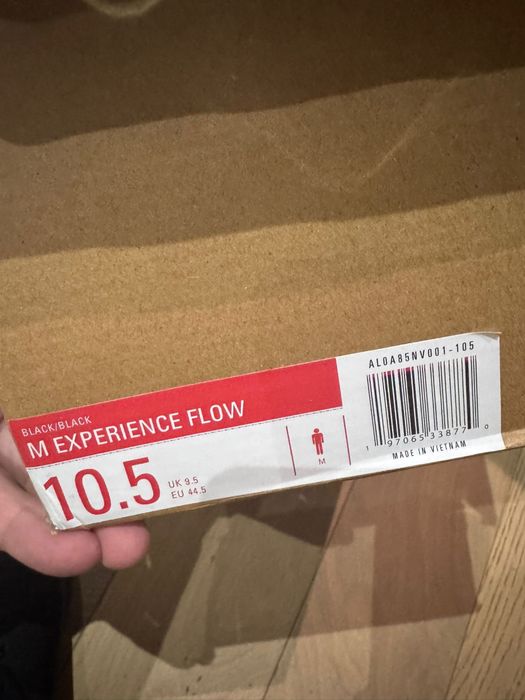 BLACK/BLACK
M EXPERIENCE FLOW
10.5
UK 9.5
EU 44.5
M
AL0A85NV001-105
1 97065 33877 0
MADE IN VIETNAM